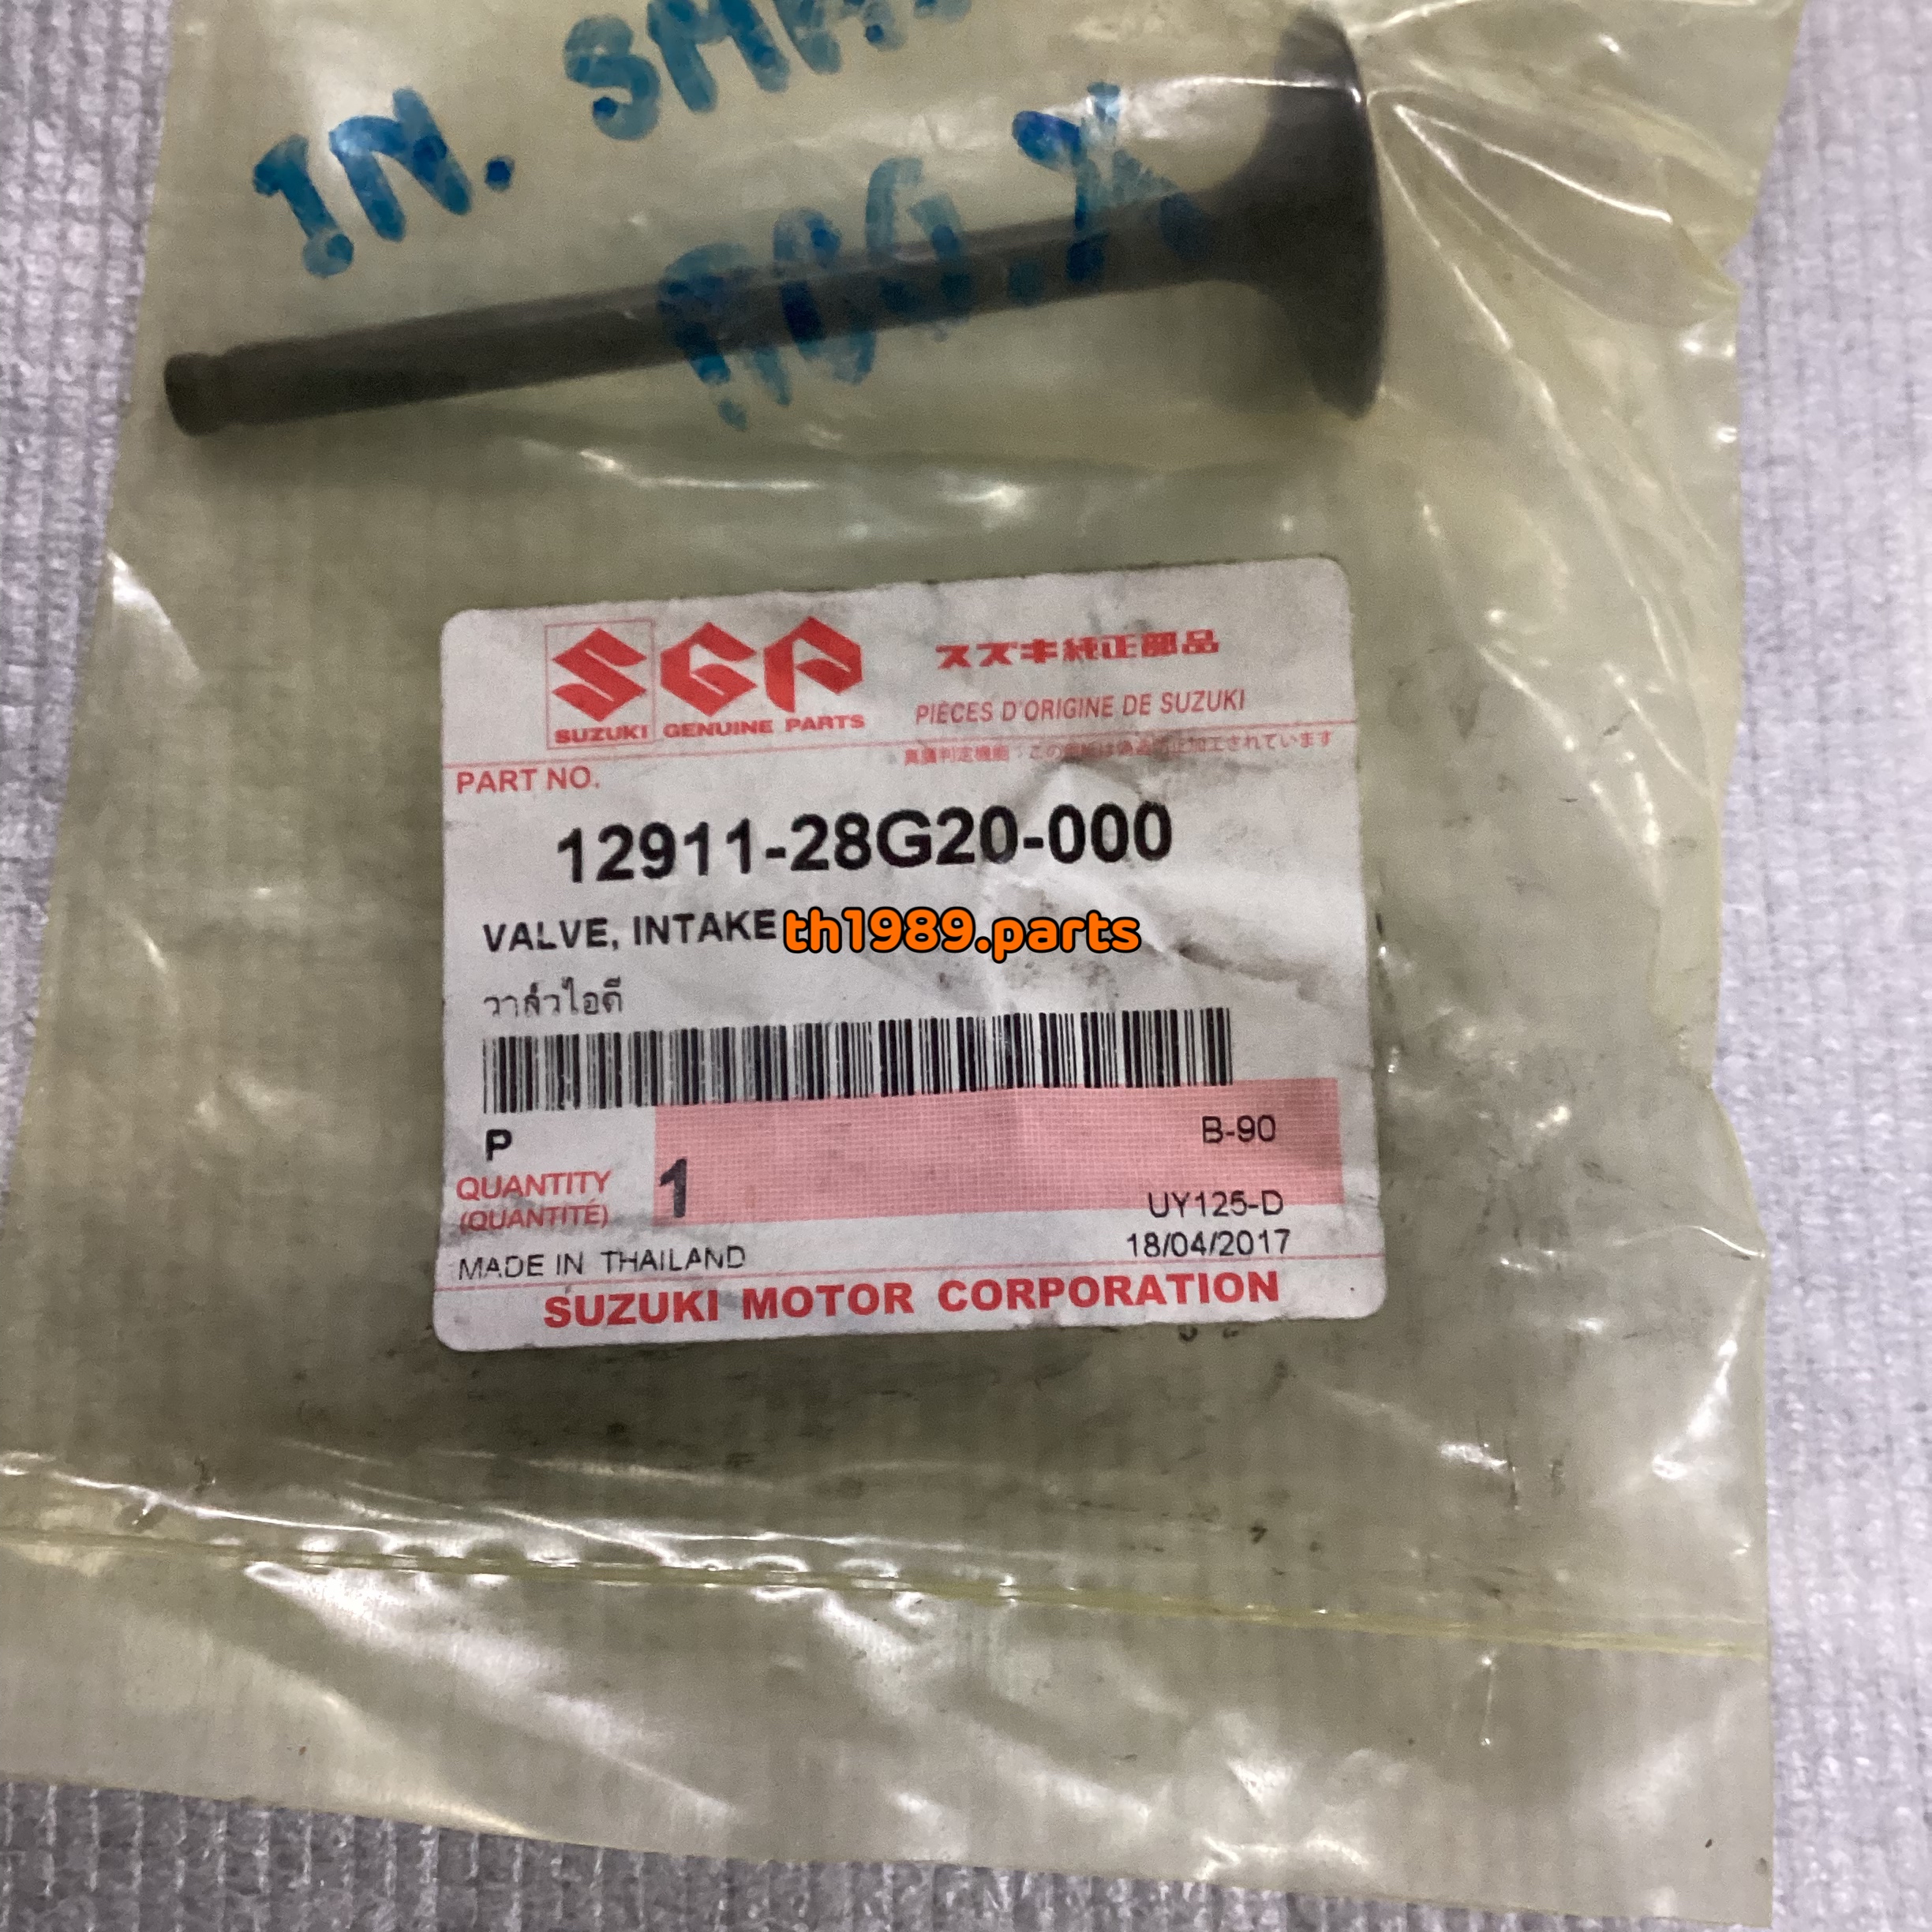 IN. SMA
SUZUKI GENUINE PARTS
スズキ純正部品
PIÈCES D'ORIGINE DE SUZUKI
PART NO.
12911-28G20-000
VALVE, INTAKE
th1989.parts
วาล์วไอดี
P
B-90
QUANTITY
(QUANTITÉ)
1
UY125-D
MADE IN THAILAND
18/04/2017
SUZUKI MOTOR CORPORATION